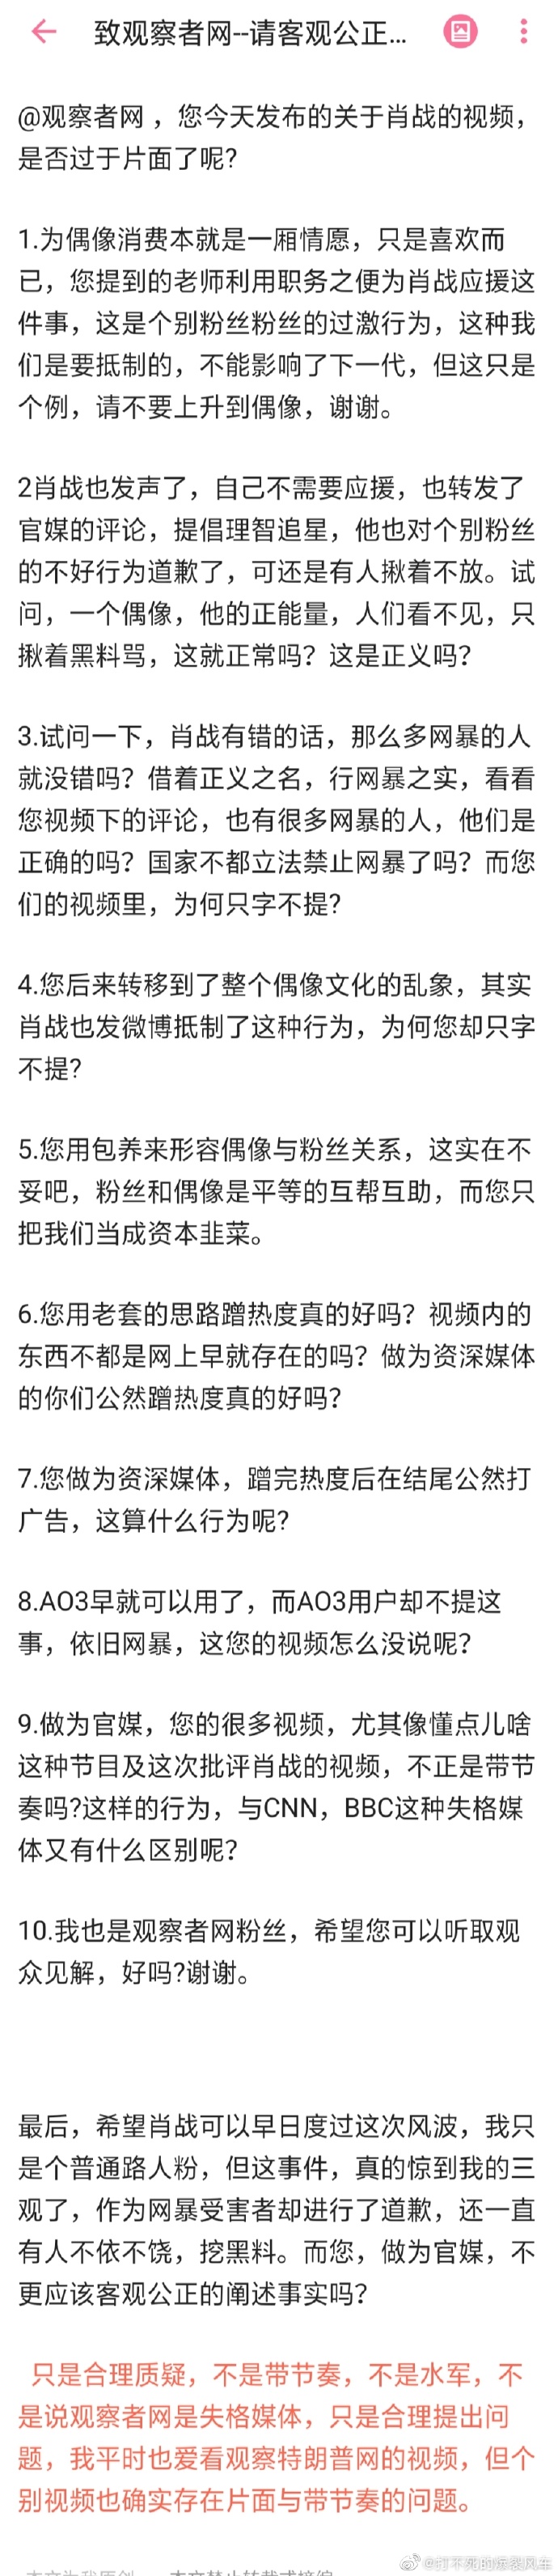 致观察者网--请客观公正...
@观察者网，您今天发布的关于肖战的视频，
是否过于片面了呢?
1.为偶像消费本就是一厢情愿，只是喜欢而
已，您提到的老师利用职务之便为肖战应援这
件事，这是个别粉丝粉丝的过激行为，这种我
们是要抵制的，不能影响了下一代，但这只是
个例，请不要上升到偶像，谢谢。
2肖战也发声了，自己不需要应援，也转发了
官媒的评论，提倡理智追星，他也对个别粉丝
的不好行为道歉了，可还是有人揪着不放。试
问，一个偶像，他的正能量，人们看不见，只
揪着黑料骂，这就正常吗？这是正义吗？
3.试问一下，肖战有错的话，那么多网暴的人
就没错吗？借着正义之名，行网暴之实，看看
您视频下的评论，也有很多网暴的人，他们是
正确的吗？国家不都立法禁止网暴了吗？而您
们的视频里，为何只字不提?
4.您后来转移到了整个偶像文化的乱象，其实
肖战也发微博抵制了这种行为，为何您却只字
不提?
5.您用包养来形容偶像与粉丝关系，这实在不
妥吧，粉丝和偶像是平等的互帮互助，而您只
把我们当成资本韭菜。
6.您用老套的思路蹭热度真的好吗？视频内的
东西不都是网上早就存在的吗？做为资深媒体
的你们公然蹭热度真的好吗？
7.您做为资深媒体，蹭完热度后在结尾公然打
广告，这算什么行为呢?
8.AO3早就可以用了，而AO3用户却不提这
事，依旧网暴，这您的视频怎么没说呢？
9.做为官媒，您的很多视频，尤其像懂点儿啥
这种节目及这次批评肖战的视频，不正是带节
奏吗?这样的行为，与CNN，BBC这种失格媒
体又有什么区别呢？
10.我也是观察者网粉丝，希望您可以听取观
众见解，好吗?谢谢。
最后，希望肖战可以早日度过这次风波，我只
是个普通路人粉，但这事件，真的惊到我的三
观了，作为网暴受害者却进行了道歉，还一直
有人不依不饶，挖黑料。而您，做为官媒，不
更应该客观公正的阐述事实吗？
只是合理质疑，不是带节奏，不是水军，不
是说观察者网是失格媒体，只是合理提出问
题，我平时也爱看观察特朗普网的视频，但个
别视频也确实存在片面与带节奏的问题。
@打不死的爆裂风车